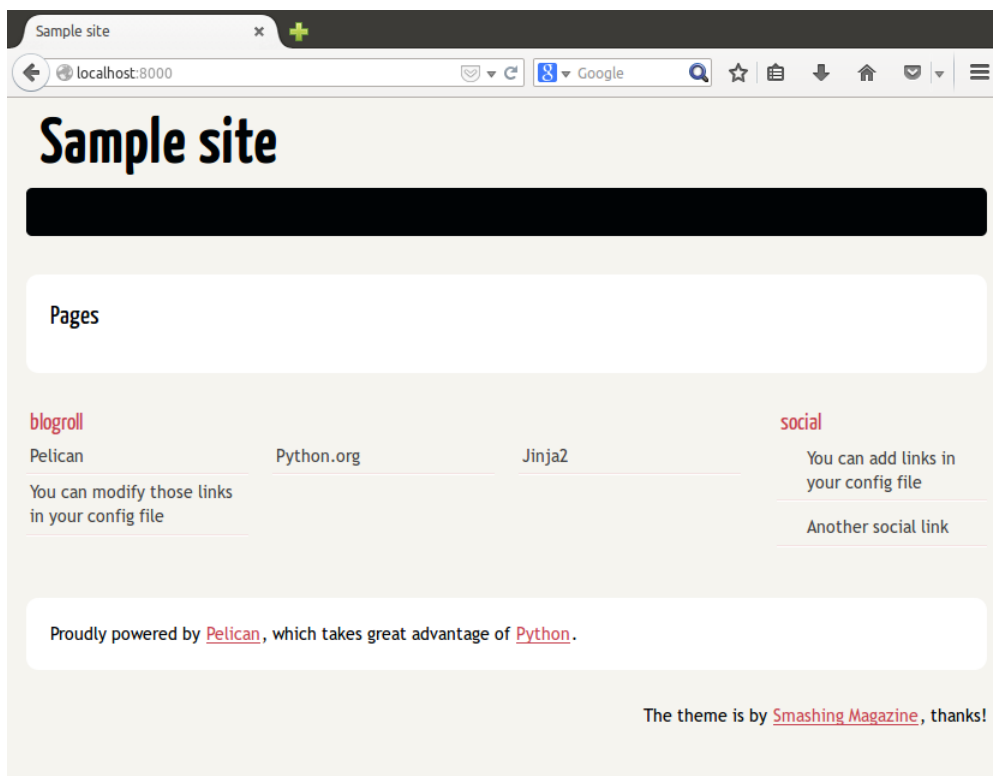 Sample site
localhost:8000
8 Google
Sample site
Pages
blogroll
Pelican
Python.org
Jinja2
You can modify those links
in your config file
social
You can add links in
your config file
Another social link
Proudly powered by Pelican, which takes great advantage of Python.
The theme is by Smashing Magazine, thanks!